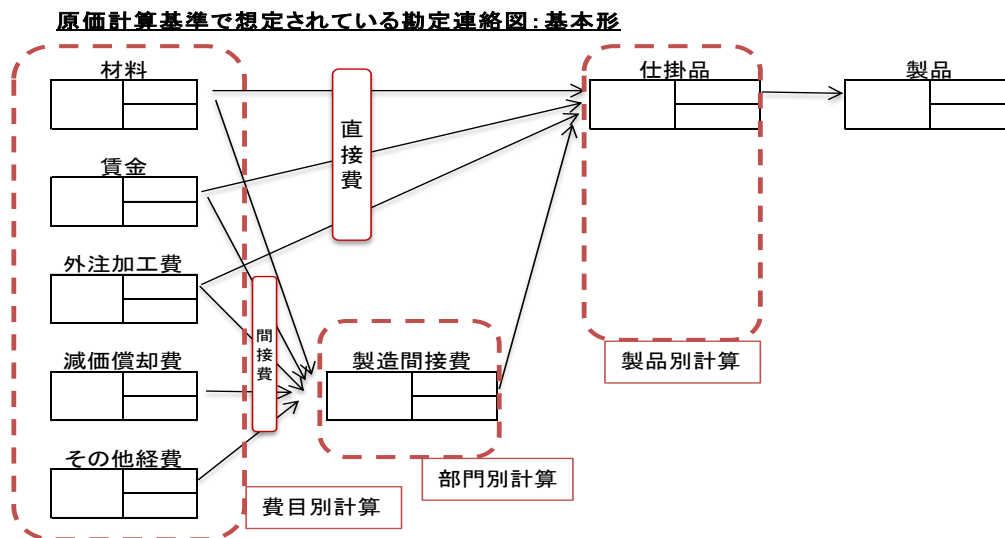 原価計算基準で想定されている勘定連絡図：基本形
材料
仕掛品
製品
直接費
賃金
外注加工費
間接費
減価償却費
製造間接費
製品別計算
その他経費
部門別計算
費目別計算